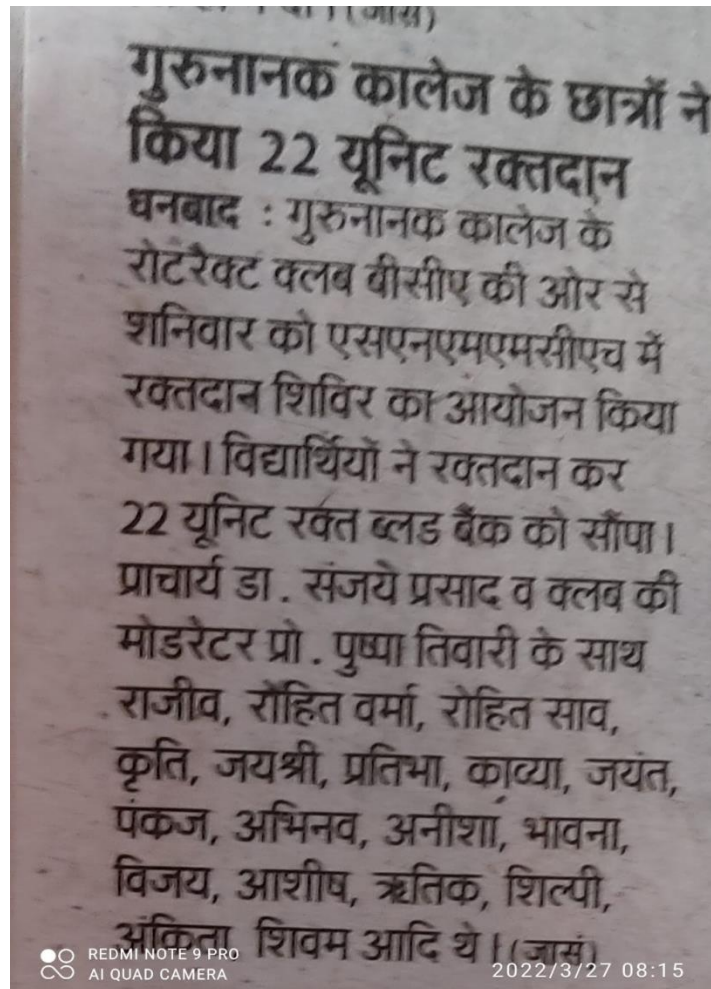 (जासं)
गुरुनानक कालेज के छात्रों ने
किया 22 यूनिट रक्तदान
धनबाद : गुरुनानक कालेज के
रोटरैक्ट क्लब बीसीए की ओर से
शनिवार को एसएनएमएमसीएच में
रक्तदान शिविर का आयोजन किया
गया। विद्यार्थियों ने रक्तदान कर
22 यूनिट रक्त ब्लड बैंक को सौंपा।
प्राचार्य डा. संजये प्रसाद व क्लब की
मोडरेटर प्रो. पुष्पा तिवारी के साथ
राजीव, रोहित वर्मा, रोहित साव,
कृति, जयश्री, प्रतिभा, काव्या, जयंत,
पंकज, अभिनव, अनीशा, भावना,
विजय, आशीष, ऋतिक, शिल्पी,
अंकिता शिवम आदि थे। (जासं)
REDMI NOTE 9 PRO
AI QUAD CAMERA
2022/3/27 08:15